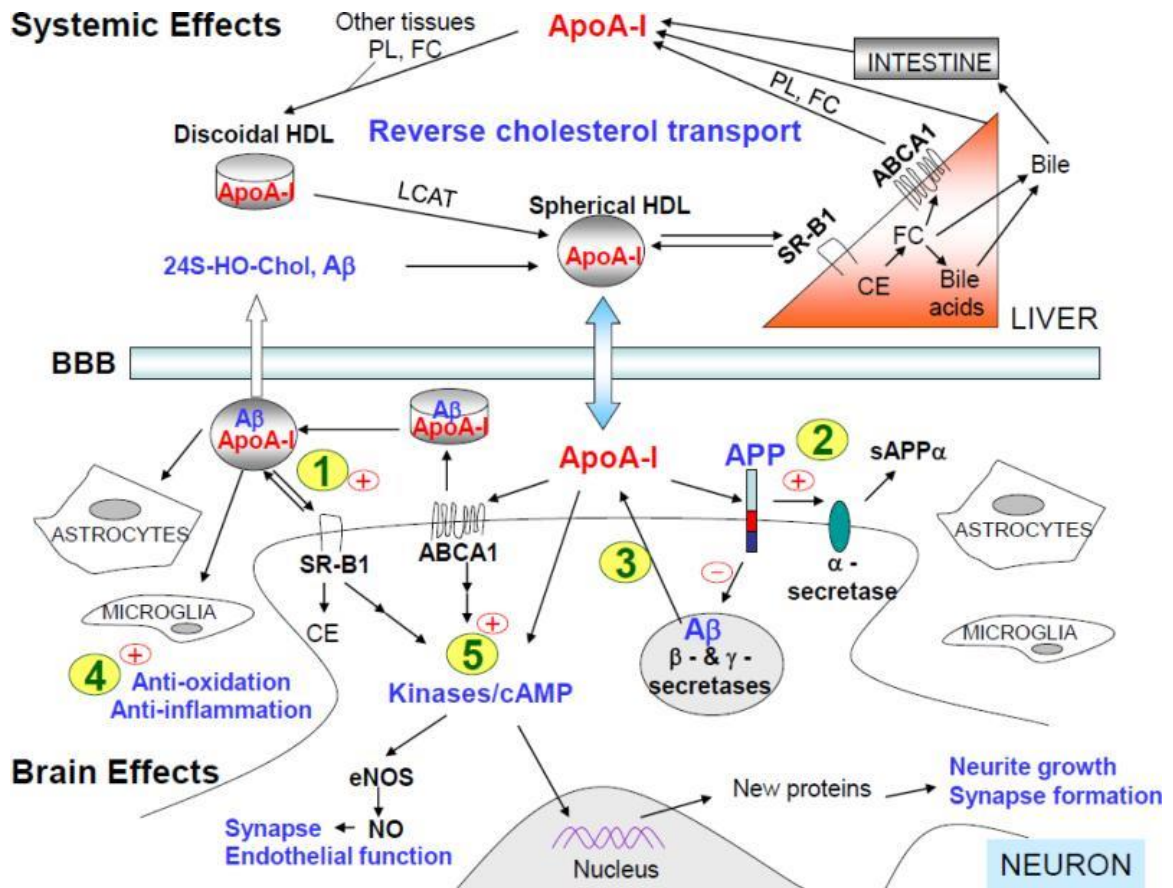 Systemic Effects
Other tissues
PL, FC
ApoA-I
INTESTINE
PL, FC
Discoidal HDL
Reverse cholesterol transport
ABCA1
Bile
ApoA-I
LCAT
Spherical HDL
SR-B1
FC
ApoA-I
24S-HO-Chol, Aβ
CE
Bile
acids
LIVER
BBB
Aβ
ApoA-I
Aβ
ApoA-I
ApoA-I
APP
2
sAPPα
1
+
+
ASTROCYTES
ASTROCYTES
SR-B1
ABCA1
3
−
α -
secretase
MICROGLIA
MICROGLIA
CE
+
5
Aβ
β - & γ -
secretases
4
+
Anti-oxidation
Anti-inflammation
Kinases/cAMP
Brain Effects
eNOS
New proteins
Neurite growth
Synapse formation
Synapse
NO
Endothelial function
Nucleus
NEURON